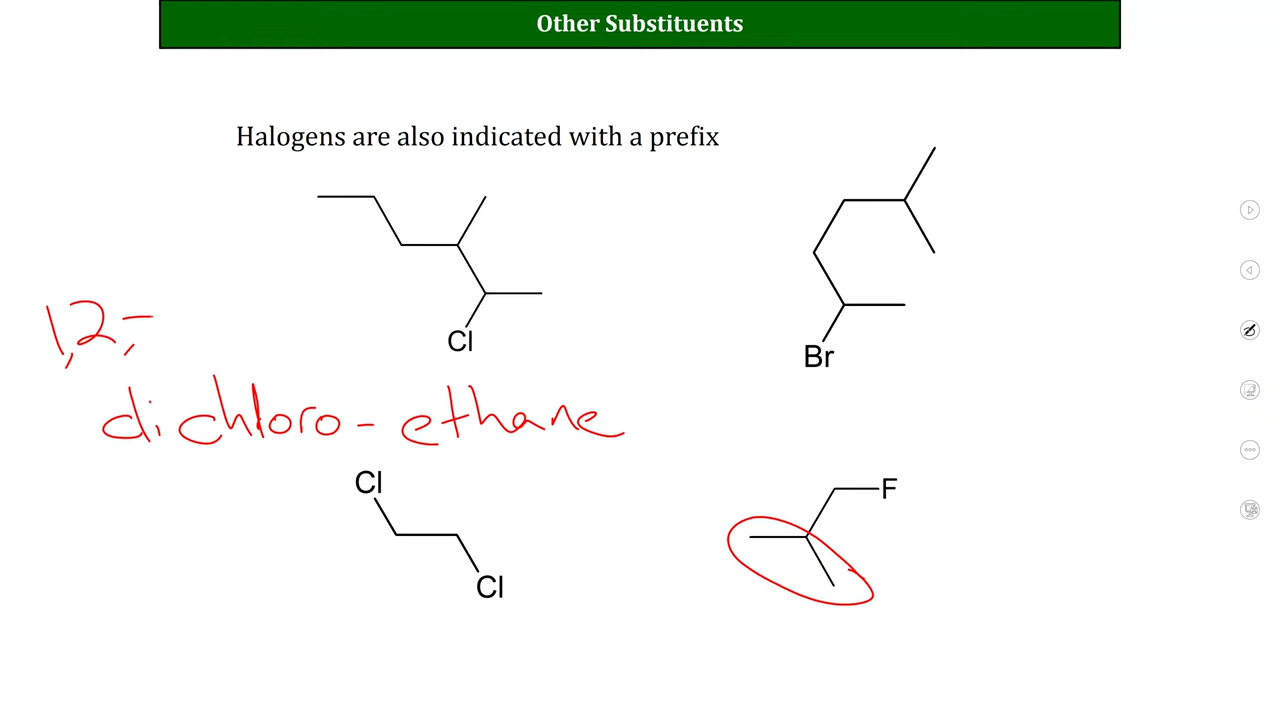 Other Substituents
Halogens are also indicated with a prefix
Cl
Br
1,2,-
dichloro-ethane
Cl
F
Cl